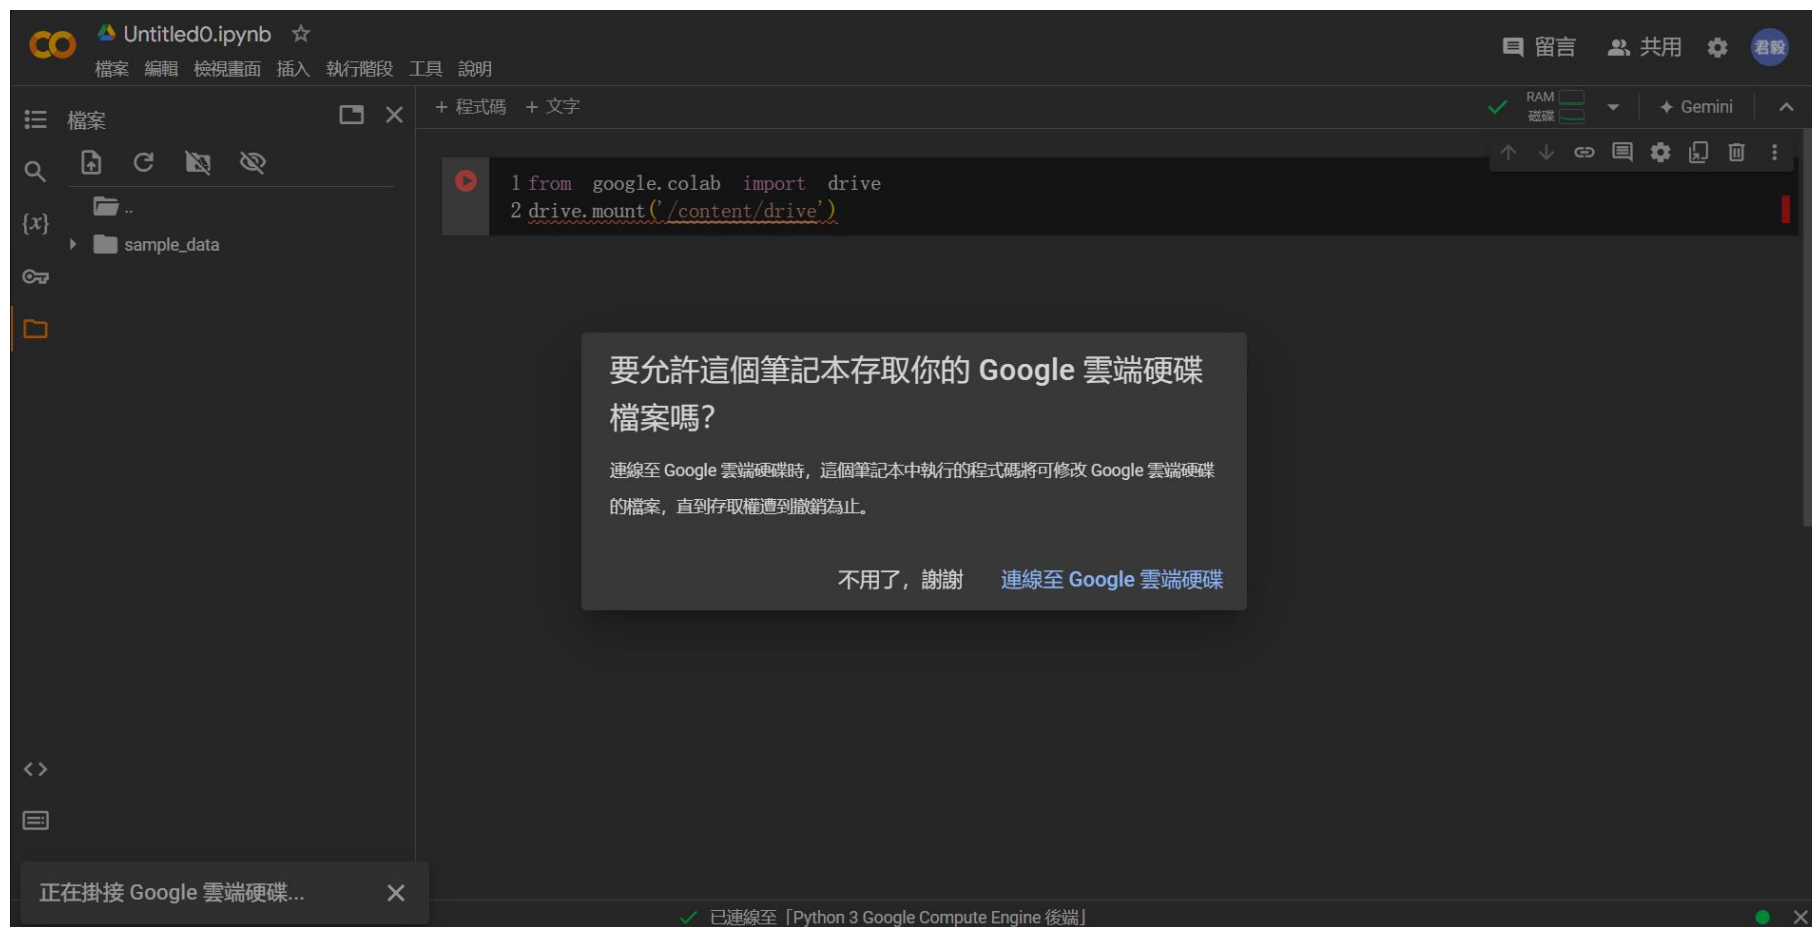 Untitled0.ipynb
檔案 編輯 檢視畫面 插入 執行階段 工具 說明
留言 共用 君毅
檔案
+ 程式碼 + 文字
RAM
磁碟
Gemini
..
sample_data
{x}
1 from google.colab import drive
2 drive.mount('/content/drive')
要允許這個筆記本存取你的 Google 雲端硬碟
檔案嗎?
連線至 Google 雲端硬碟時，這個筆記本中執行的程式碼將可修改 Google 雲端硬碟
的檔案，直到存取權遭到撤銷為止。
不用了，謝謝 連線至 Google 雲端硬碟
正在掛接 Google 雲端硬碟...
已連線至「Python 3 Google Compute Engine 後端」